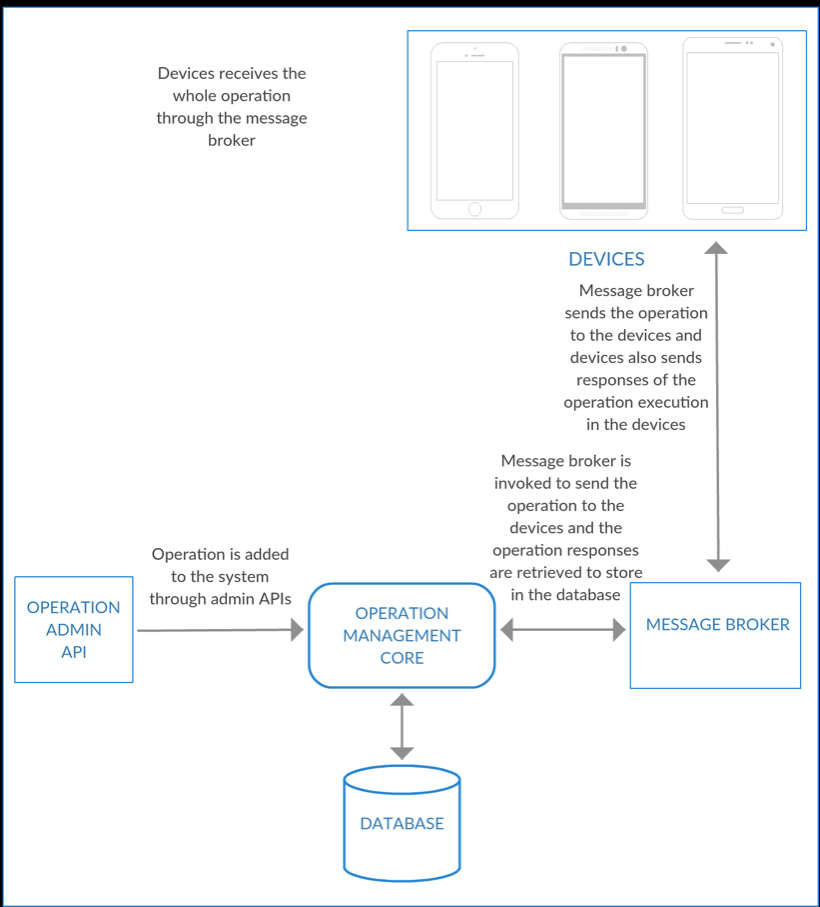 Devices receives the
whole operation
through the message
broker
DEVICES
Message broker
sends the operation
to the devices and
devices also sends
responses of the
operation execution
in the devices
Message broker is
invoked to send the
operation to the
devices and the
operation responses
are retrieved to store
in the database
Operation is added
to the system
through admin APIs
OPERATION
ADMIN
API
OPERATION
MANAGEMENT
CORE
MESSAGE BROKER
DATABASE